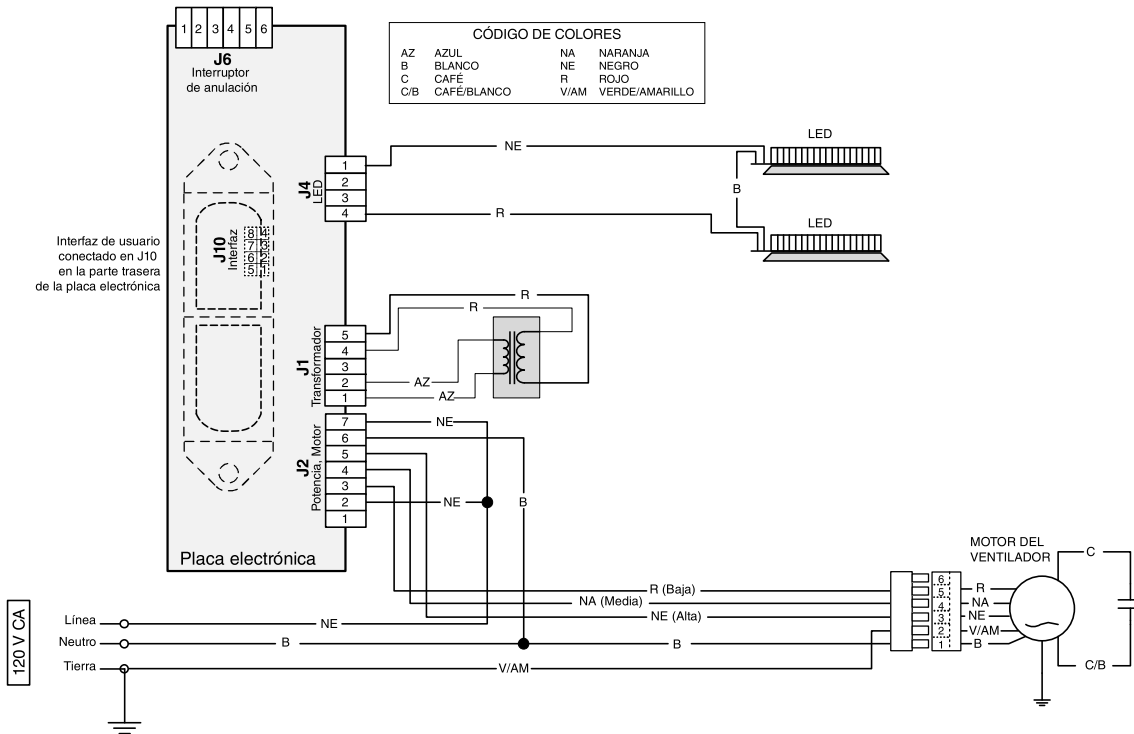 1 2 3 4 5 6
J6
Interruptor
de anulación
CÓDIGO DE COLORES
AZ AZUL NA NARANJA
B BLANCO NE NEGRO
C CAFÉ R ROJO
C/B CAFÉ/BLANCO V/AM VERDE/AMARILLO
J4
LED
1
2
3
4
NE
R
B
LED
LED
Interfaz de usuario
conectado en J10
en la parte trasera
de la placa electrónica
J10
Interfaz
8 4
7 3
6 2
5 1
J1
Transformador
5
4
3
2
1
R
R
AZ
AZ
J2
Potencia, Motor
7
6
5
4
3
2
1
NE
NE
B
Placa electrónica
R (Baja)
NA (Media)
NE (Alta)
120 V CA
Línea
NE
Neutro
B
B
Tierra
V/AM
MOTOR DEL
VENTILADOR
6
5
4
3
2
1
R
NA
NE
V/AM
B
C
C/B